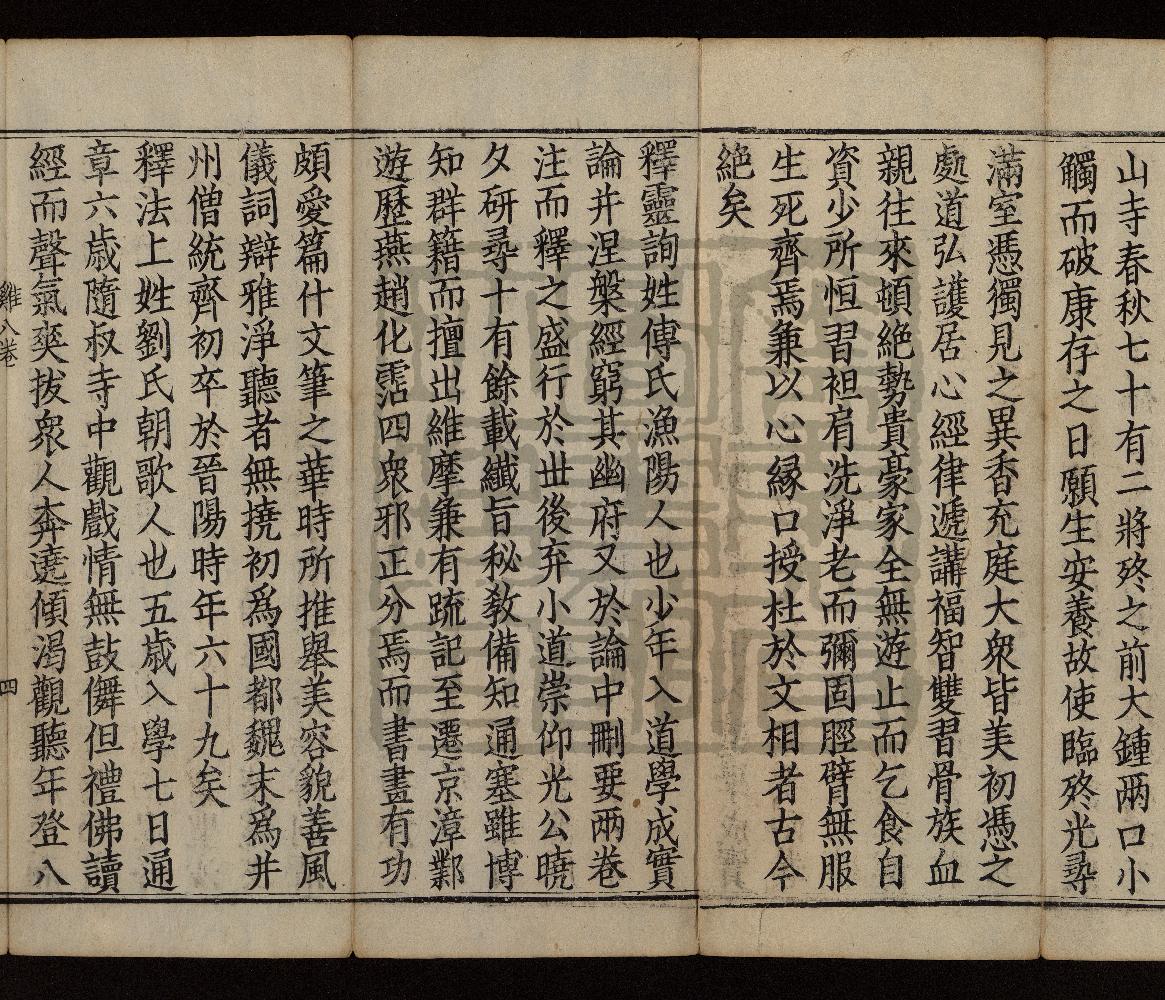 山寺春秋七十有二將終之前大鍾兩口小
觸而破康存之日願生安養故使臨終光尋
滿室憑獨見之異香充庭大衆皆美初憑之
處道弘護居心經律遞講福智雙習骨族血
親往來頓絶勢貴豪家全無遊止而乞食自
資少所恒習袒肩洗淨老而彌固脛臂無服
生死齊焉兼以心縁口授杜於文相者古今
絶矣
釋靈詢姓傅氏漁陽人也少年入道學成實
論并涅槃經窮其幽府又於論中刪要兩卷
注而釋之盛行於世後弃小道崇仰光公曉
夕研尋十有餘載纖旨秘教備知通塞雖博
知群籍而擅出維摩兼有疏記至遷京漳鄴
遊歷燕趙化霑四衆邪正分焉而書畫有功
頗愛篇什文筆之華時所推舉美容貌善風
儀詞辯雅淨聽者無撓初爲國都魏末爲并
州僧統齊初卒於晉陽時年六十九矣
釋法上姓劉氏朝歌人也五歳入學七日通
章六歳隨叔寺中觀戲情無鼓儛但禮佛讀
經而聲氣爽拔衆人奔遶傾渴觀聽年登八
雞八卷
四